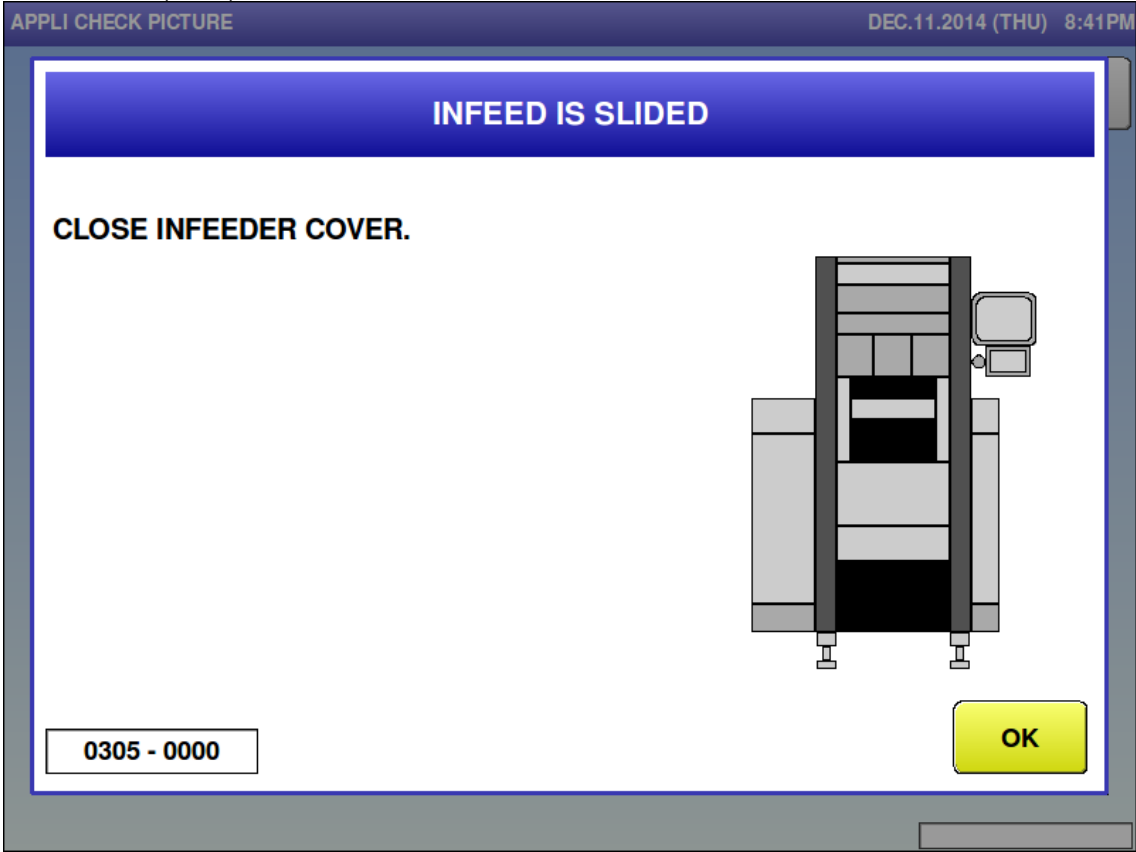 APPLI CHECK PICTURE DEC.11.2014 (THU) 8:41PM
INFEED IS SLIDED
CLOSE INFEEDER COVER.
0305 - 0000
OK